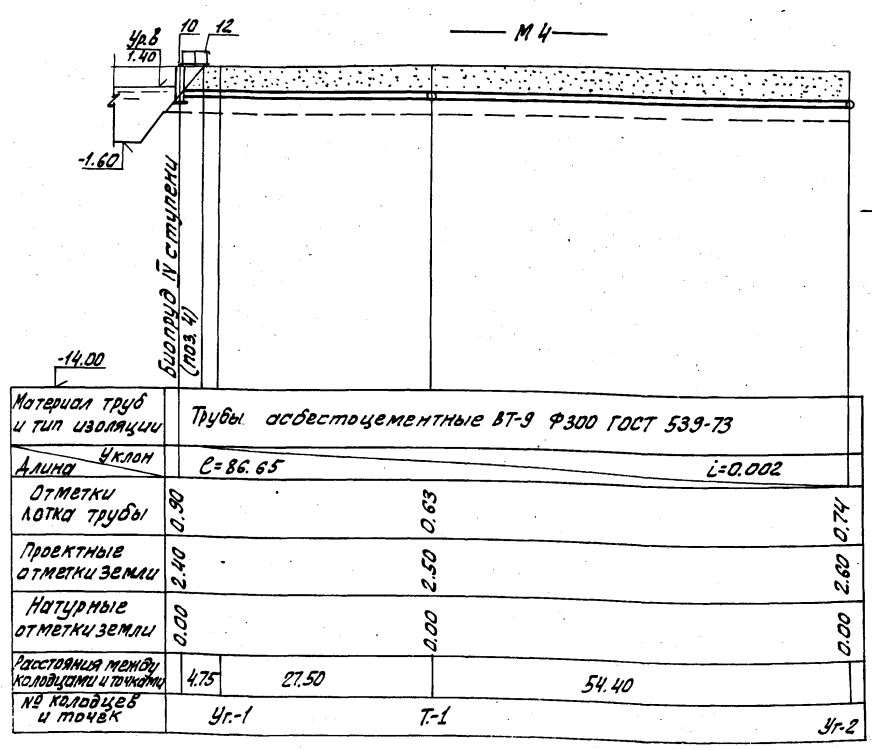 М 4
10 12
Ур.в
1.40
-1.60
Биопруд IV ступени
(поз. 4)
-14.00
Материал труб
и тип изоляции
Трубы асбестоцементные ВТ-9 Ф300 ГОСТ 539-73
Уклон
Длина
ℓ=86.65
i=0.002
Отметки
лотка трубы
0.90
0.63
0.74
Проектные
отметки земли
2.40
2.50
2.60
Натурные
отметки земли
0.00
0.00
0.00
Расстояния между
колодцами и точками
4.75
27.50
54.40
№ колодцев
и точек
Уг.-1
Т.-1
Уг-2